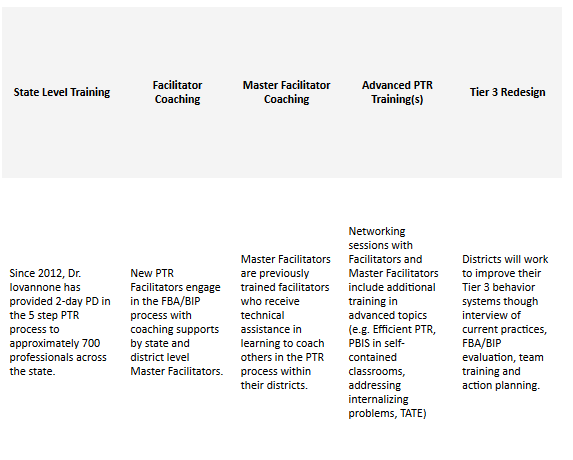 State Level Training
Facilitator
Coaching
Master Facilitator
Coaching
Advanced PTR
Training(s)
Tier 3 Redesign
Since 2012, Dr.
Iovannone has
provided 2-day PD in
the 5 step PTR
process to
approximately 700
professionals across
the state.
New PTR
Facilitators engage
in the FBA/BIP
process with
coaching supports
by state and
district level
Master Facilitators.
Master Facilitators
are previously
trained facilitators
who receive
technical
assistance in
learning to coach
others in the PTR
process within
their districts.
Networking
sessions with
Facilitators and
Master Facilitators
include additional
training in
advanced topics
(e.g. Efficient PTR,
PBIS in self-
contained
classrooms,
addressing
internalizing
problems, TATE)
Districts will work
to improve their
Tier 3 behavior
systems though
interview of
current practices,
FBA/BIP
evaluation, team
training and
action planning.